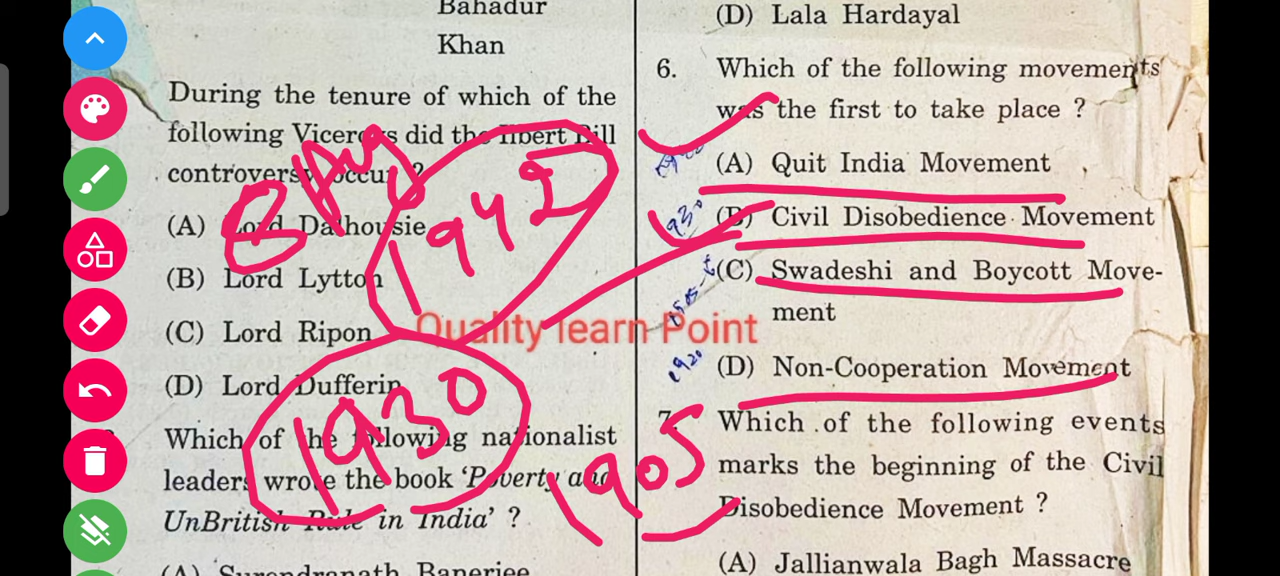 Bahadur
Khan
During the tenure of which of the
following Viceroys did the Ilbert Bill
controversy occur ?
(A) Lord Dalhousie
(B) Lord Lytton
(C) Lord Ripon
(D) Lord Dufferin
Which of the following nationalist
leaders wrote the book ‘Poverty and
UnBritish Rule in India’ ?
(A) Surendranath Banerjee
(D) Lala Hardayal
6. Which of the following movements
was the first to take place ?
(A) Quit India Movement
1930
(B) Civil Disobedience Movement
(C) Swadeshi and Boycott Move-
ment
1920
(D) Non-Cooperation Movement
7. Which of the following events
marks the beginning of the Civil
Disobedience Movement ?
(A) Jallianwala Bagh Massacre
1942
1930
1905
Quality learn Point